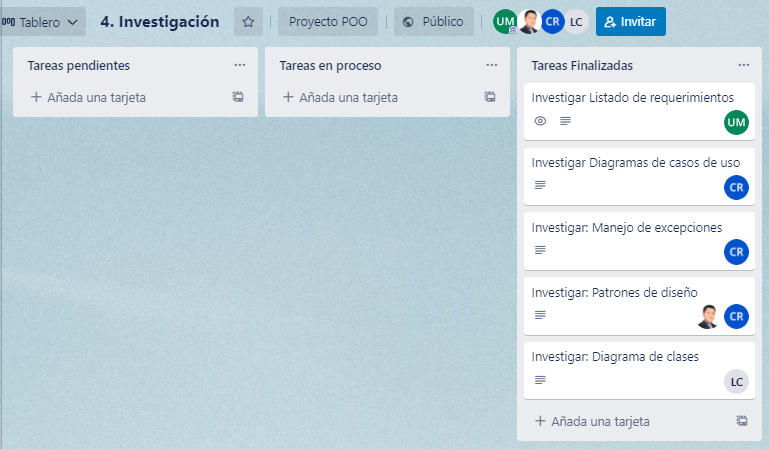 Tablero
4. Investigación
Proyecto POO
Público
UM
CR
LC
Invitar
Tareas pendientes
Añada una tarjeta
Tareas en proceso
Añada una tarjeta
Tareas Finalizadas
Investigar Listado de requerimientos
UM
Investigar Diagramas de casos de uso
CR
Investigar: Manejo de excepciones
CR
Investigar: Patrones de diseño
CR
Investigar: Diagrama de clases
LC
Añada una tarjeta